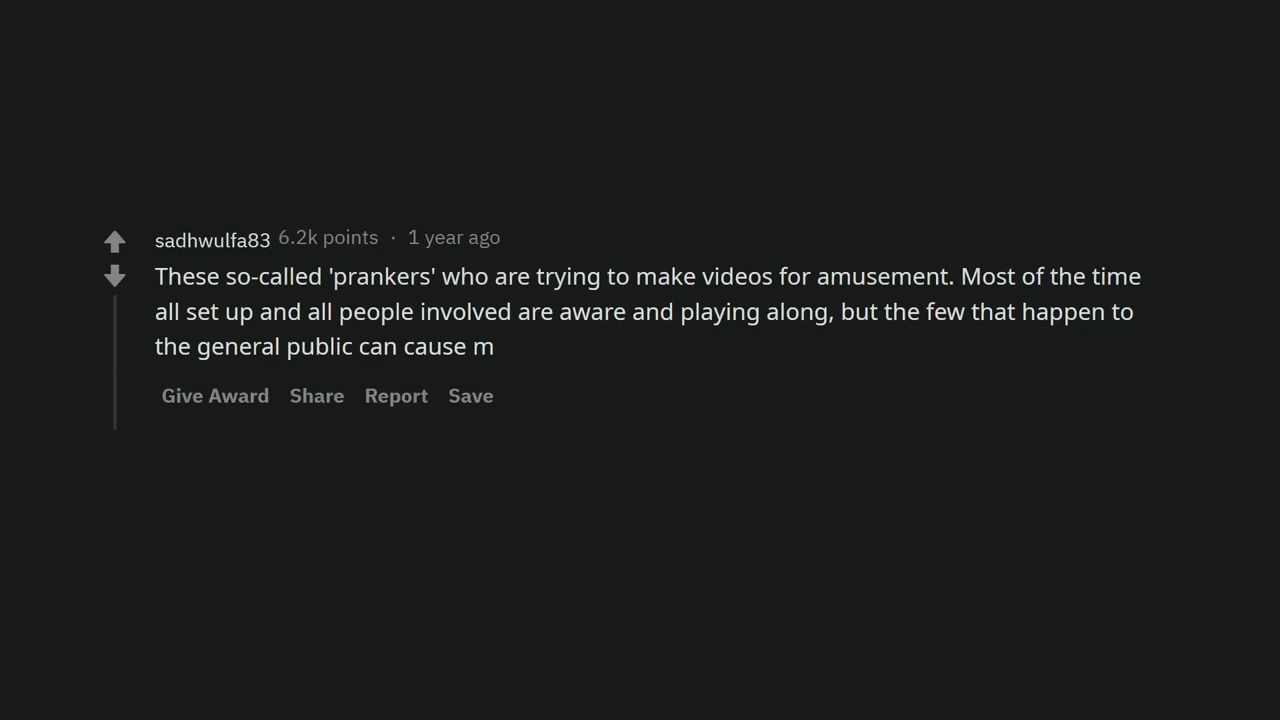 sadhwulfa83 6.2k points · 1 year ago
These so-called 'prankers' who are trying to make videos for amusement. Most of the time
all set up and all people involved are aware and playing along, but the few that happen to
the general public can cause m
Give Award Share Report Save